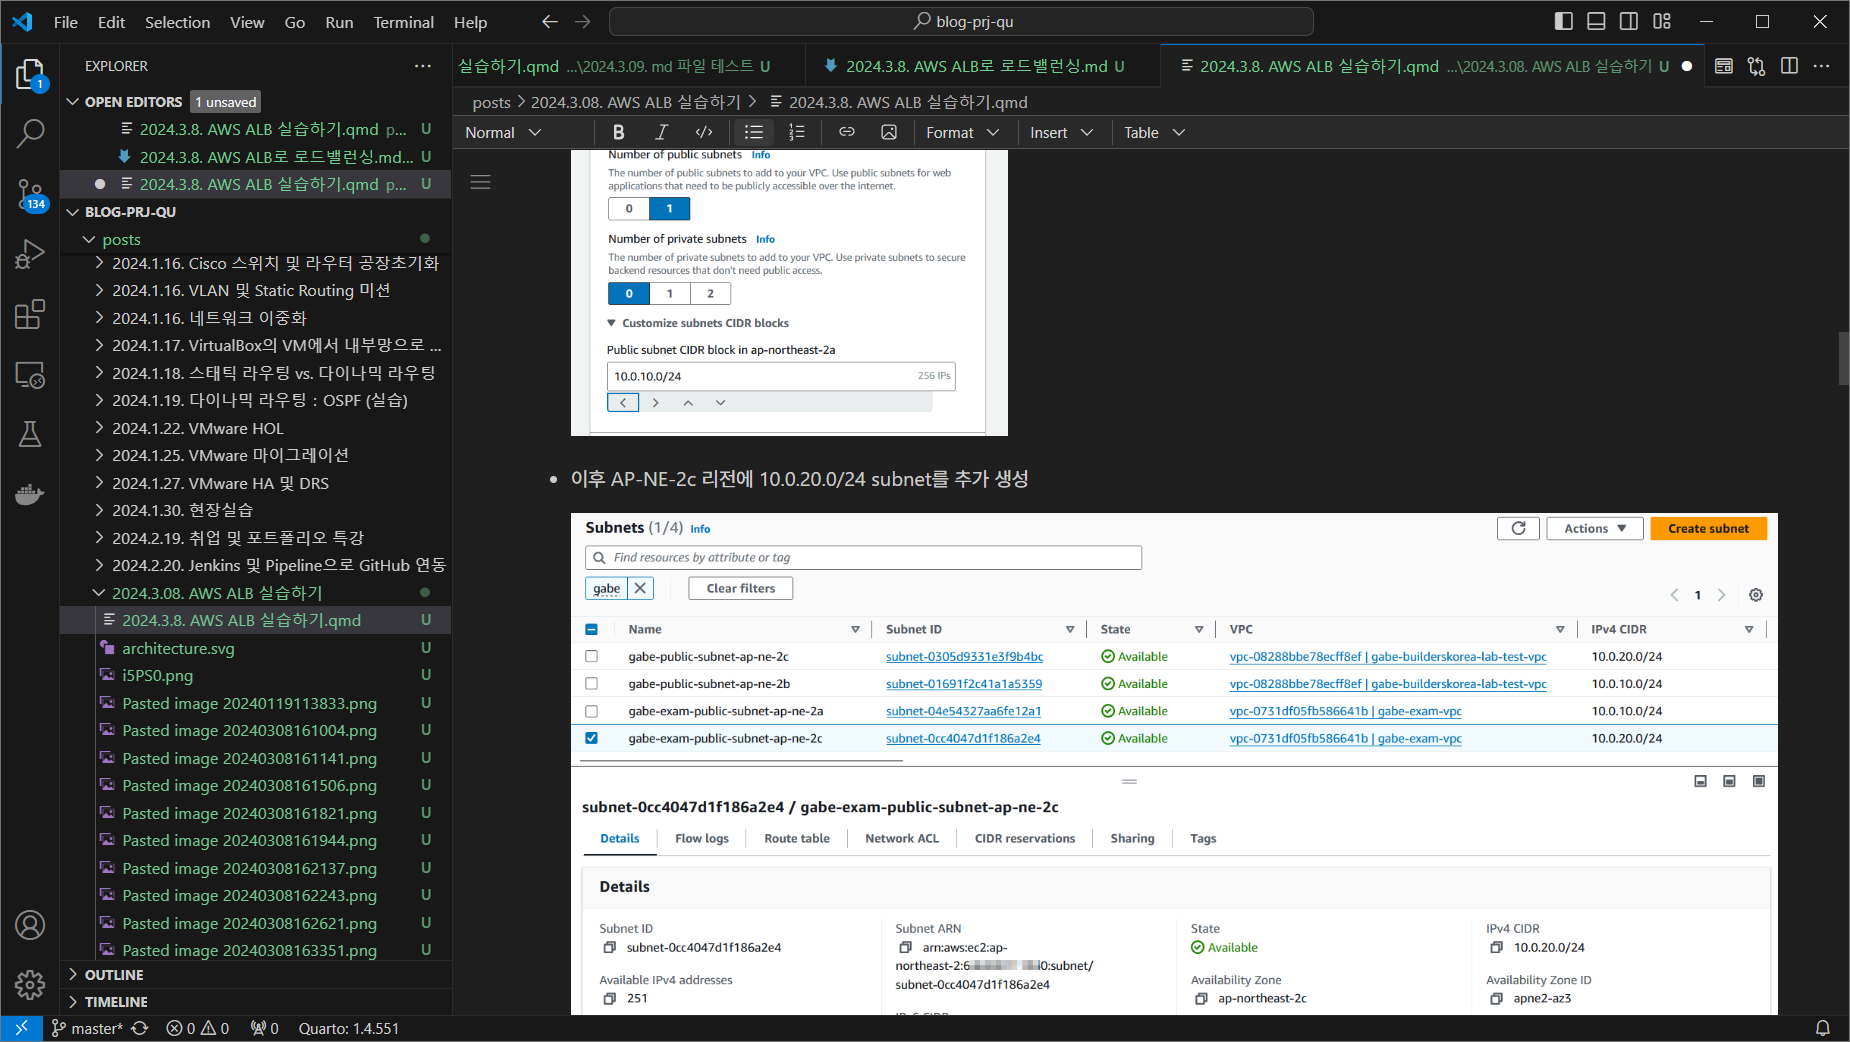 File Edit Selection View Go Run Terminal Help
blog-prj-qu
EXPLORER
OPEN EDITORS 1 unsaved
2024.3.8. AWS ALB 실습하기.qmd p... U
2024.3.8. AWS ALB로 로드밸런싱.md... U
2024.3.8. AWS ALB 실습하기.qmd p... U
BLOG-PRJ-QU
posts
2024.1.16. Cisco 스위치 및 라우터 공장초기화
2024.1.16. VLAN 및 Static Routing 미션
2024.1.16. 네트워크 이중화
2024.1.17. VirtualBox의 VM에서 내부망으로 ...
2024.1.18. 스태틱 라우팅 vs. 다이나믹 라우팅
2024.1.19. 다이나믹 라우팅 : OSPF (실습)
2024.1.22. VMware HOL
2024.1.25. VMware 마이그레이션
2024.1.27. VMware HA 및 DRS
2024.1.30. 현장실습
2024.2.19. 취업 및 포트폴리오 특강
2024.2.20. Jenkins 및 Pipeline으로 GitHub 연동
2024.3.08. AWS ALB 실습하기
2024.3.8. AWS ALB 실습하기.qmd U
architecture.svg U
i5PS0.png U
Pasted image 20240119113833.png U
Pasted image 20240308161004.png U
Pasted image 20240308161141.png U
Pasted image 20240308161506.png U
Pasted image 20240308161821.png U
Pasted image 20240308161944.png U
Pasted image 20240308162137.png U
Pasted image 20240308162243.png U
Pasted image 20240308162621.png U
Pasted image 20240308163351.png U
OUTLINE
TIMELINE
1
134
실습하기.qmd ...\2024.3.09. md 파일 테스트 U
2024.3.8. AWS ALB로 로드밸런싱.md U
2024.3.8. AWS ALB 실습하기.qmd ...\2024.3.08. AWS ALB 실습하기 U
posts > 2024.3.08. AWS ALB 실습하기 > 2024.3.8. AWS ALB 실습하기.qmd
Normal B I </> Format Insert Table
Number of public subnets Info
The number of public subnets to add to your VPC. Use public subnets for web
applications that need to be publicly accessible over the internet.
0 1
Number of private subnets Info
The number of private subnets to add to your VPC. Use private subnets to secure
backend resources that don't need public access.
0 1 2
Customize subnets CIDR blocks
Public subnet CIDR block in ap-northeast-2a
10.0.10.0/24 256 IPs
이후 AP-NE-2c 리전에 10.0.20.0/24 subnet를 추가 생성
Subnets (1/4) Info
Actions Create subnet
Find resources by attribute or tag
gabe Clear filters
1
Name Subnet ID State VPC IPv4 CIDR
gabe-public-subnet-ap-ne-2c subnet-0305d9331e3f9b4bc Available vpc-08288bbe78ecff8ef | gabe-builderskorea-lab-test-vpc 10.0.20.0/24
gabe-public-subnet-ap-ne-2b subnet-01691f2c41a1a5359 Available vpc-08288bbe78ecff8ef | gabe-builderskorea-lab-test-vpc 10.0.10.0/24
gabe-exam-public-subnet-ap-ne-2a subnet-04e54327aa6fe12a1 Available vpc-0731df05fb586641b | gabe-exam-vpc 10.0.10.0/24
gabe-exam-public-subnet-ap-ne-2c subnet-0cc4047d1f186a2e4 Available vpc-0731df05fb586641b | gabe-exam-vpc 10.0.20.0/24
subnet-0cc4047d1f186a2e4 / gabe-exam-public-subnet-ap-ne-2c
Details Flow logs Route table Network ACL CIDR reservations Sharing Tags
Details
Subnet ID
subnet-0cc4047d1f186a2e4
Available IPv4 addresses
251
Subnet ARN
arn:aws:ec2:ap-
northeast-2:6 0:subnet/
subnet-0cc4047d1f186a2e4
State
Available
Availability Zone
ap-northeast-2c
IPv4 CIDR
10.0.20.0/24
Availability Zone ID
apne2-az3
master* 0 0 0 Quarto: 1.4.551